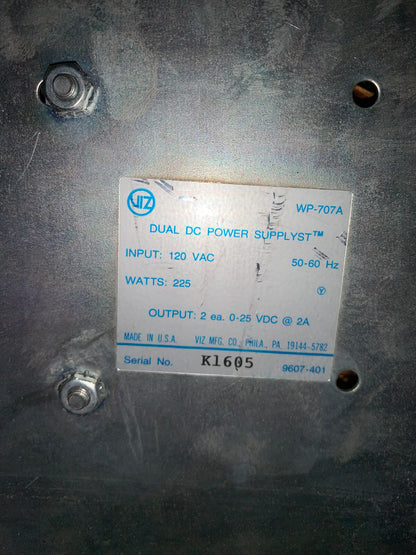 VIZ WP-707A
DUAL DC POWER SUPPLYST™
INPUT: 120 VAC 50-60 Hz
WATTS: 225 V
OUTPUT: 2 ea. 0-25 VDC @ 2A
MADE IN U.S.A. VIZ MFG. CO., PHILA., PA. 19144-5782
Serial No. K1605 9607-401